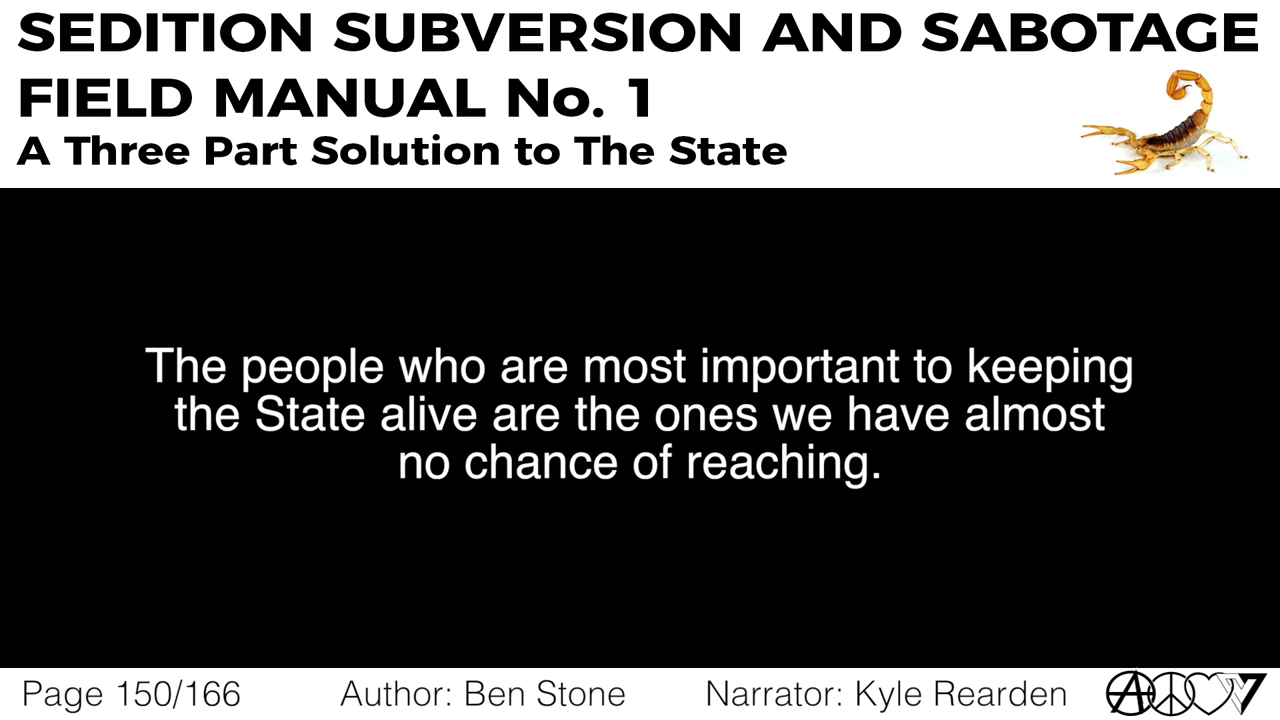 SEDITION SUBVERSION AND SABOTAGE
FIELD MANUAL No. 1
A Three Part Solution to The State
The people who are most important to keeping
the State alive are the ones we have almost
no chance of reaching.
Page 150/166 Author: Ben Stone Narrator: Kyle Rearden